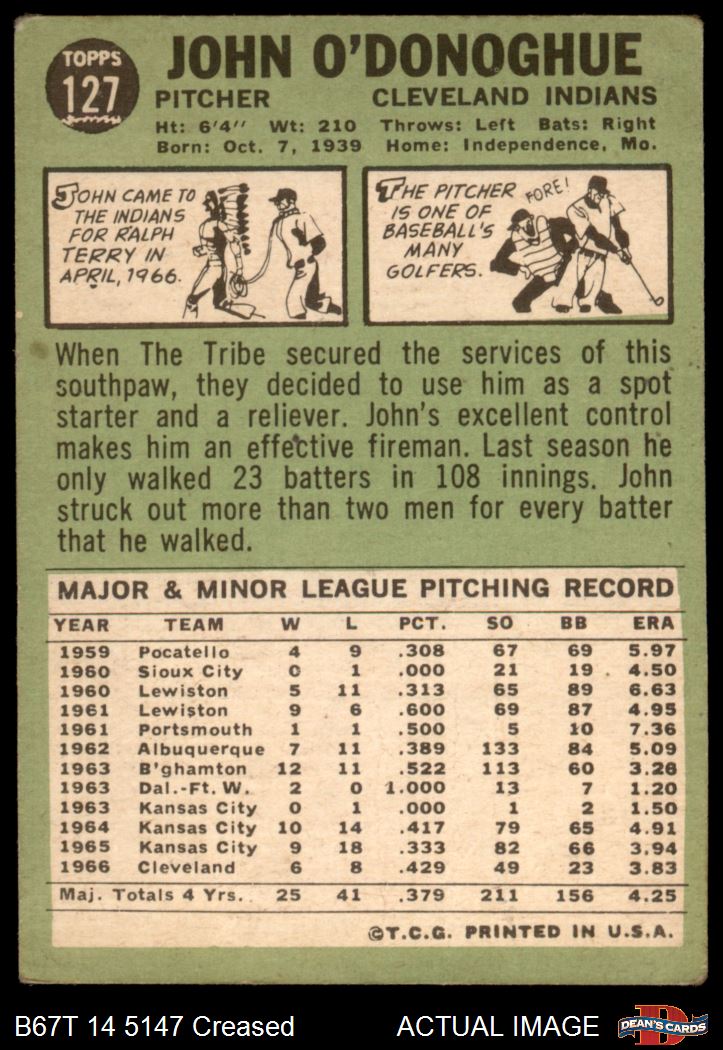 TOPPS
127
JOHN O'DONOGHUE
PITCHER CLEVELAND INDIANS
Ht: 6'4" Wt: 210 Throws: Left Bats: Right
Born: Oct. 7, 1939 Home: Independence, Mo.
JOHN CAME TO
THE INDIANS
FOR RALPH
TERRY IN
APRIL, 1966.
THE PITCHER
IS ONE OF
BASEBALL'S
MANY
GOLFERS.
FORE!
When The Tribe secured the services of this
southpaw, they decided to use him as a spot
starter and a reliever. John's excellent control
makes him an effective fireman. Last season he
only walked 23 batters in 108 innings. John
struck out more than two men for every batter
that he walked.
MAJOR & MINOR LEAGUE PITCHING RECORD
YEAR TEAM W L PCT. SO BB ERA
1959 Pocatello 4 9 .308 67 69 5.97
1960 Sioux City 0 1 .000 21 19 4.50
1960 Lewiston 5 11 .313 65 89 6.63
1961 Lewiston 9 6 .600 69 87 4.95
1961 Portsmouth 1 1 .500 5 10 7.36
1962 Albuquerque 7 11 .389 133 84 5.09
1963 B'ghamton 12 11 .522 113 60 3.26
1963 Dal.-Ft. W. 2 0 1.000 13 7 1.20
1963 Kansas City 0 1 .000 1 2 1.50
1964 Kansas City 10 14 .417 79 65 4.91
1965 Kansas City 9 18 .333 82 66 3.94
1966 Cleveland 6 8 .429 49 23 3.83
Maj. Totals 4 Yrs. 25 41 .379 211 156 4.25
©T.C.G. PRINTED IN U.S.A.
B67T 14 5147 Creased ACTUAL IMAGE
D
DEAN'S CARDS